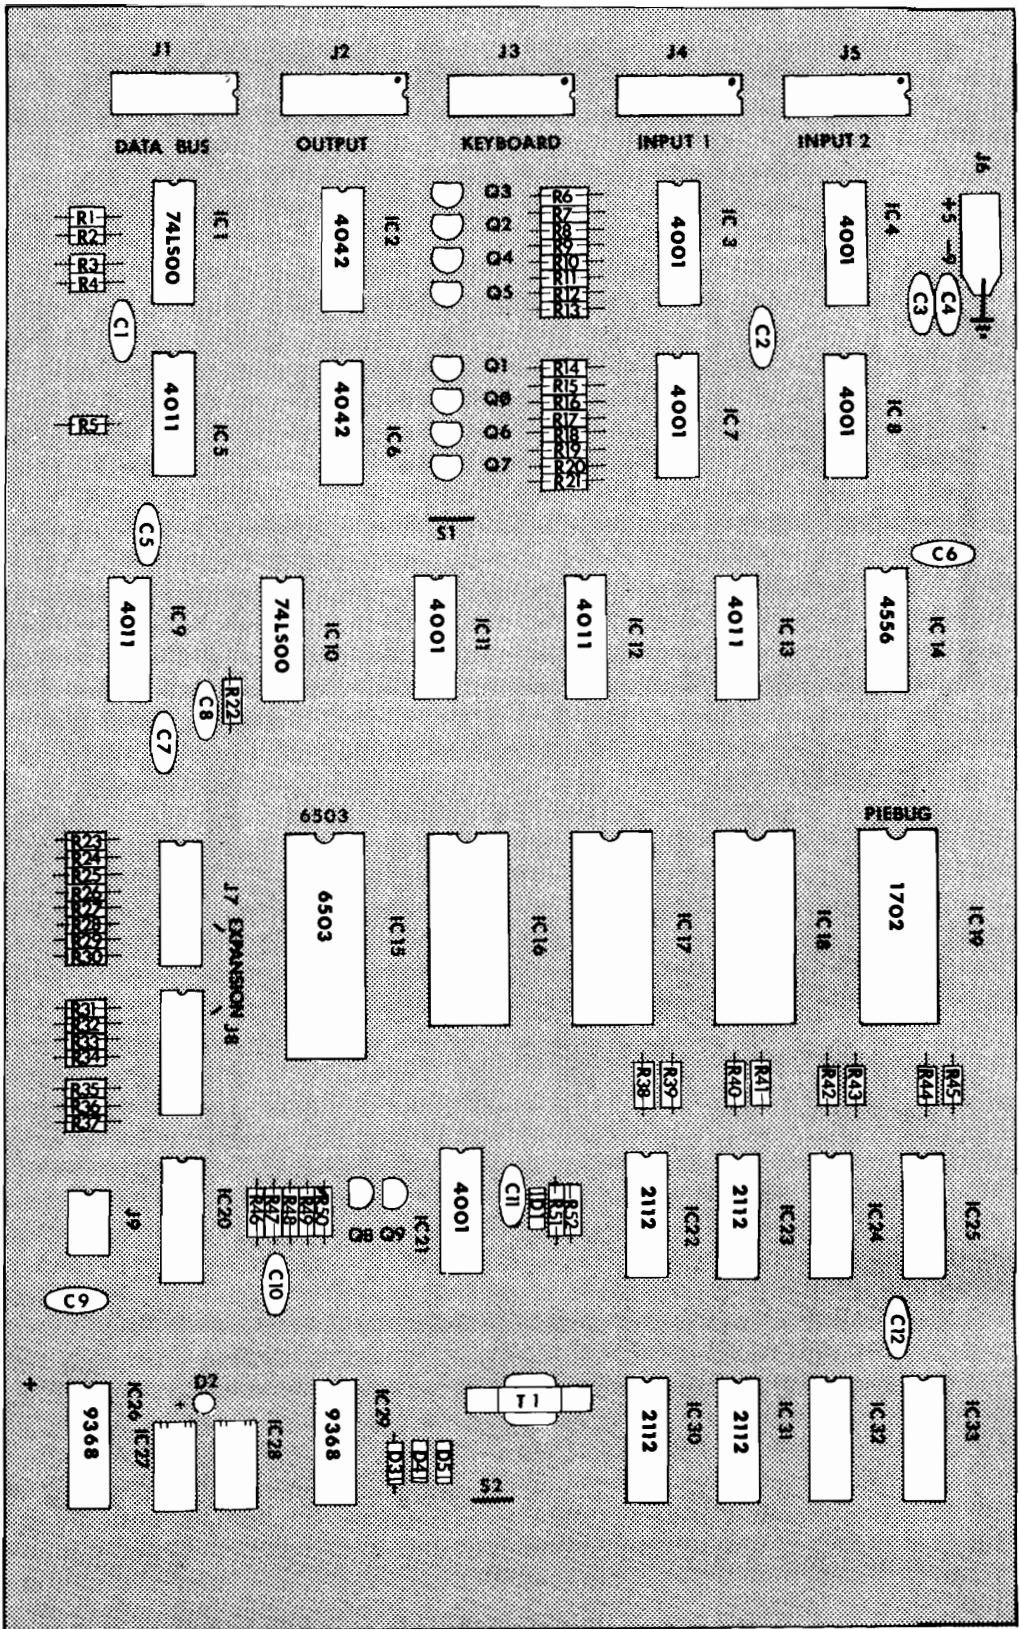 J1
J2
J3
J4
J5
DATA BUS
OUTPUT
KEYBOARD
INPUT 1
INPUT 2
J6
+5
-9
R1
R2
R3
R4
74LS00
IC1
4042
IC2
Q3
Q2
Q4
Q5
R6
R7
R8
R9
R10
R11
R12
R13
4001
IC 3
4001
IC4
C3
C4
C1
C2
R5
4011
IC5
4042
IC6
Q1
Q0
Q6
Q7
R14
R15
R16
R17
R18
R19
R20
R21
4001
IC 7
4001
IC 8
S1
C5
C6
4011
IC9
74LS00
IC10
4001
IC11
4011
IC12
4011
IC13
4556
IC 14
R22
C8
C7
6503
PIEBUG
R23
R24
R25
R26
R27
R28
R29
R30
J7 EXPANSION J8
6503
IC15
IC16
IC17
IC18
1702
IC19
R31
R32
R33
R34
R35
R36
R37
R38
R39
R40
R41
R42
R43
R44
R45
J9
IC20
R46
R47
R48
R49
R50
Q8
Q9
IC21
4001
C11
D1
R51
R52
2112
IC22
2112
IC23
IC24
IC25
C9
C10
C12
+
9368
IC26
IC27
D2
+
IC28
9368
IC29
D3
D4
D5
T1
S2
2112
IC30
2112
IC31
IC32
IC33